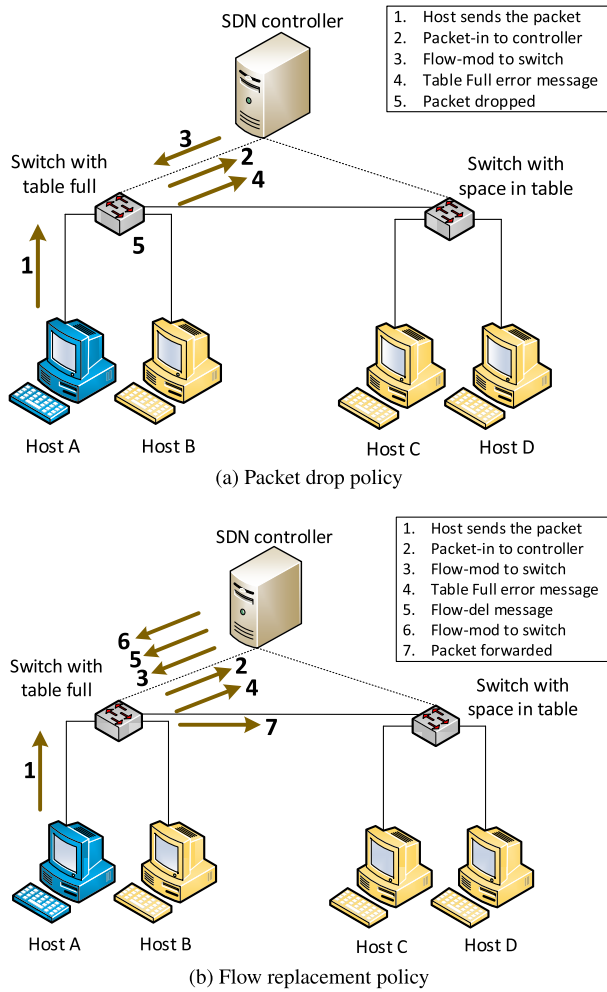 SDN controller
1. Host sends the packet
2. Packet-in to controller
3. Flow-mod to switch
4. Table Full error message
5. Packet dropped
3
2
4
Switch with
table full
Switch with
space in table
5
1
Host A
Host B
Host C
Host D
(a) Packet drop policy
SDN controller
1. Host sends the packet
2. Packet-in to controller
3. Flow-mod to switch
4. Table Full error message
5. Flow-del message
6. Flow-mod to switch
7. Packet forwarded
6
5
3
2
4
Switch with
table full
Switch with
space in table
7
1
Host A
Host B
Host C
Host D
(b) Flow replacement policy